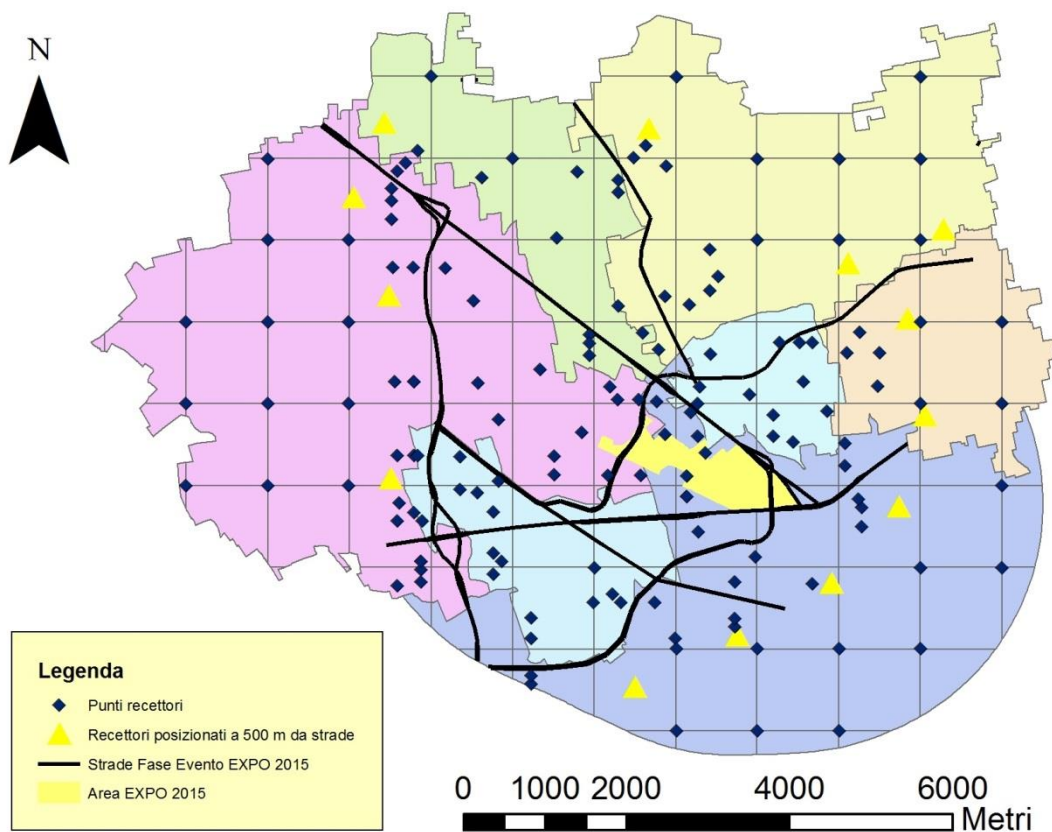 N
Legenda
Punti recettori
Recettori posizionati a 500 m da strade
Strade Fase Evento EXPO 2015
Area EXPO 2015
0 1000 2000 4000 6000
Metri